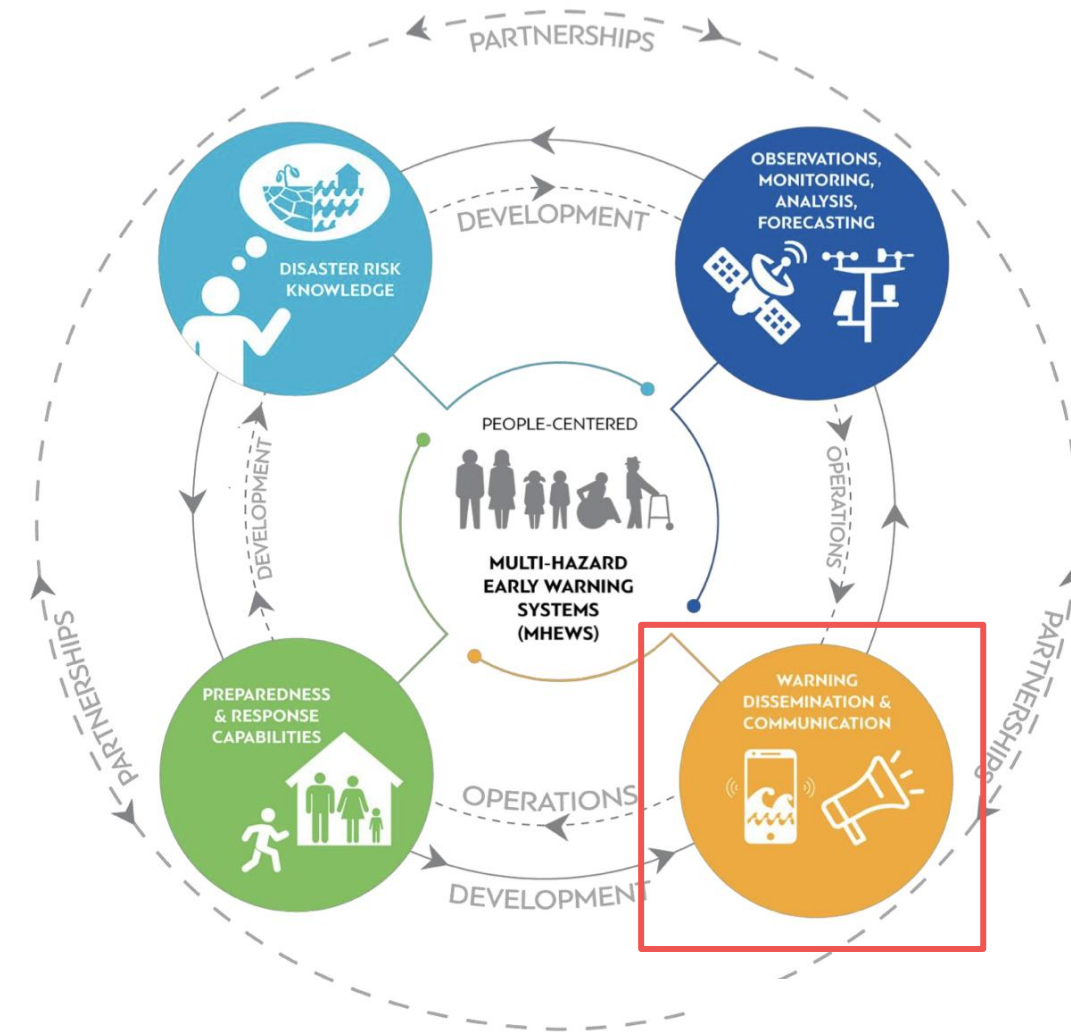 PARTNERSHIPS
OBSERVATIONS,
MONITORING,
ANALYSIS,
FORECASTING
DEVELOPMENT
DISASTER RISK
KNOWLEDGE
PEOPLE-CENTERED
DEVELOPMENT
OPERATIONS
MULTI-HAZARD
EARLY WARNING
SYSTEMS
(MHEWS)
PARTNERSHIPS
PARTNERSHIPS
PREPAREDNESS
& RESPONSE
CAPABILITIES
WARNING
DISSEMINATION &
COMMUNICATION
OPERATIONS
DEVELOPMENT